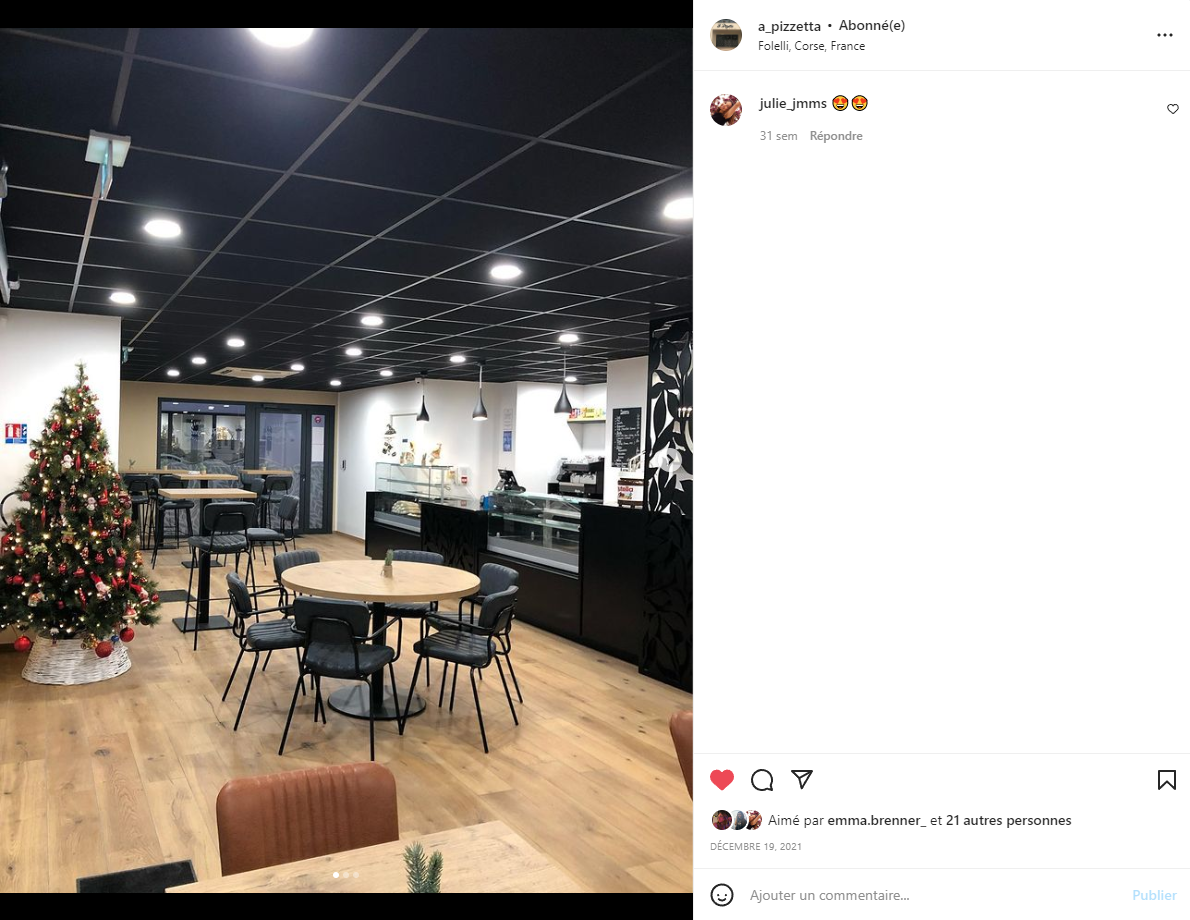 a_pizzetta • Abonné(e)
Folelli, Corse, France
julie_jmms 😍😍
31 sem Répondre
nutella
Aimé par emma.brenner_ et 21 autres personnes
DÉCEMBRE 19, 2021
Ajouter un commentaire... Publier